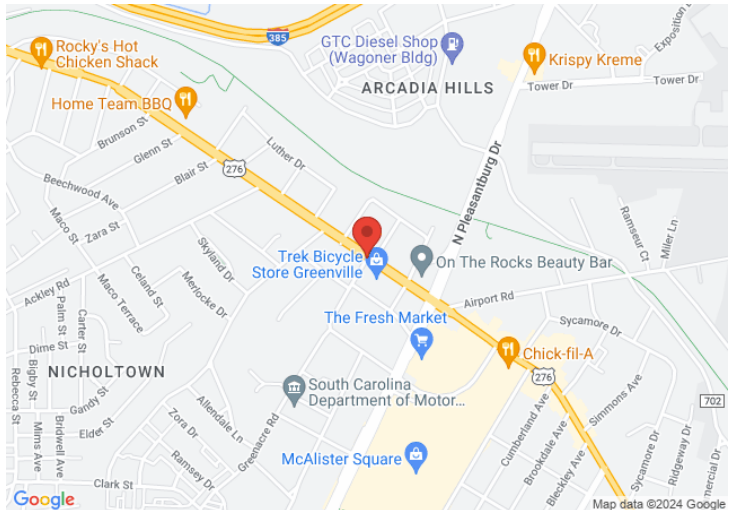 Rocky's Hot
Chicken Shack
385
GTC Diesel Shop
(Wagoner Bldg)
Krispy Kreme
Tower Dr
Tower Dr
ARCADIA HILLS
Home Team BBQ
Brunson St
Glenn St
Luther Dr
Blair St
276
Beechwood Ave
N Pleasantburg Dr
Maco St
Zara St
Skyland Dr
Ramseur Ct
Miler Ln
Trek Bicycle
Store Greenville
On The Rocks Beauty Bar
Ackley Rd
Celand St
Merlocke Dr
Maco Terrace
Airport Rd
Palm St
Carter St
The Fresh Market
Sycamore Dr
Dime St
Chick-fil-A
NICHOLTOWN
Bigby St
Rebecca St
276
South Carolina
Department of Motor...
Simmons Ave
702
Gandy St
Allendale Ln
Cumberland Ave
Zora Dr
Elder St
Greenacre Rd
Brookdale Ave
Mims Ave
Bridwell Ave
Sycamore Dr
Ridgeway Dr
Bleckley Ave
McAlister Square
Ramsey Dr
Clark St
Google
Map data ©2024 Google